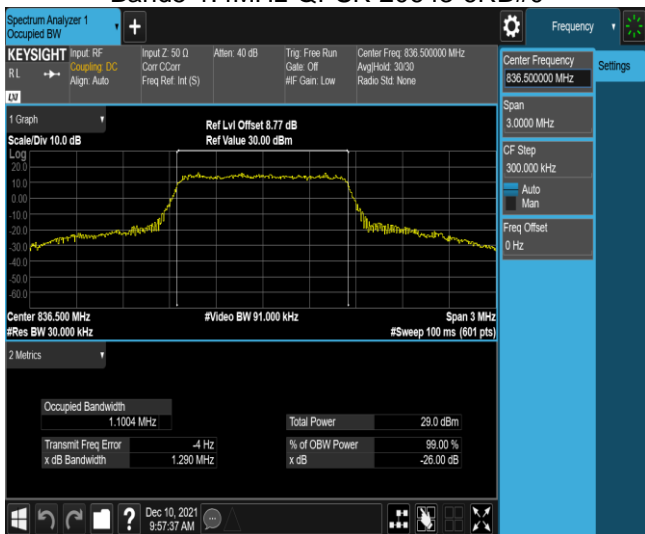 Spectrum Analyzer 1
Occupied BW
Frequency
KEYSIGHT
RL
Input: RF
Coupling: DC
Align: Auto
Input Z: 50 Ω
Corr CCorr
Freq Ref: Int (S)
Atten: 40 dB
Trig: Free Run
Gate: Off
#IF Gain: Low
Center Freq: 836.500000 MHz
Avg|Hold: 30/30
Radio Std: None
LXI
1 Graph
Ref Lvl Offset 8.77 dB
Scale/Div 10.0 dB
Ref Value 30.00 dBm
Log
20.0
10.0
0.00
-10.0
-20.0
-30.0
-40.0
-50.0
-60.0
Center 836.500 MHz
#Video BW 91.000 kHz
Span 3 MHz
#Res BW 30.000 kHz
#Sweep 100 ms (601 pts)
2 Metrics
Occupied Bandwidth
1.1004 MHz
Total Power 29.0 dBm
Transmit Freq Error -4 Hz
% of OBW Power 99.00 %
x dB Bandwidth 1.290 MHz
x dB -26.00 dB
?
Dec 10, 2021
9:57:37 AM
Center Frequency
836.500000 MHz
Settings
Span
3.0000 MHz
CF Step
300.000 kHz
Auto
Man
Freq Offset
0 Hz